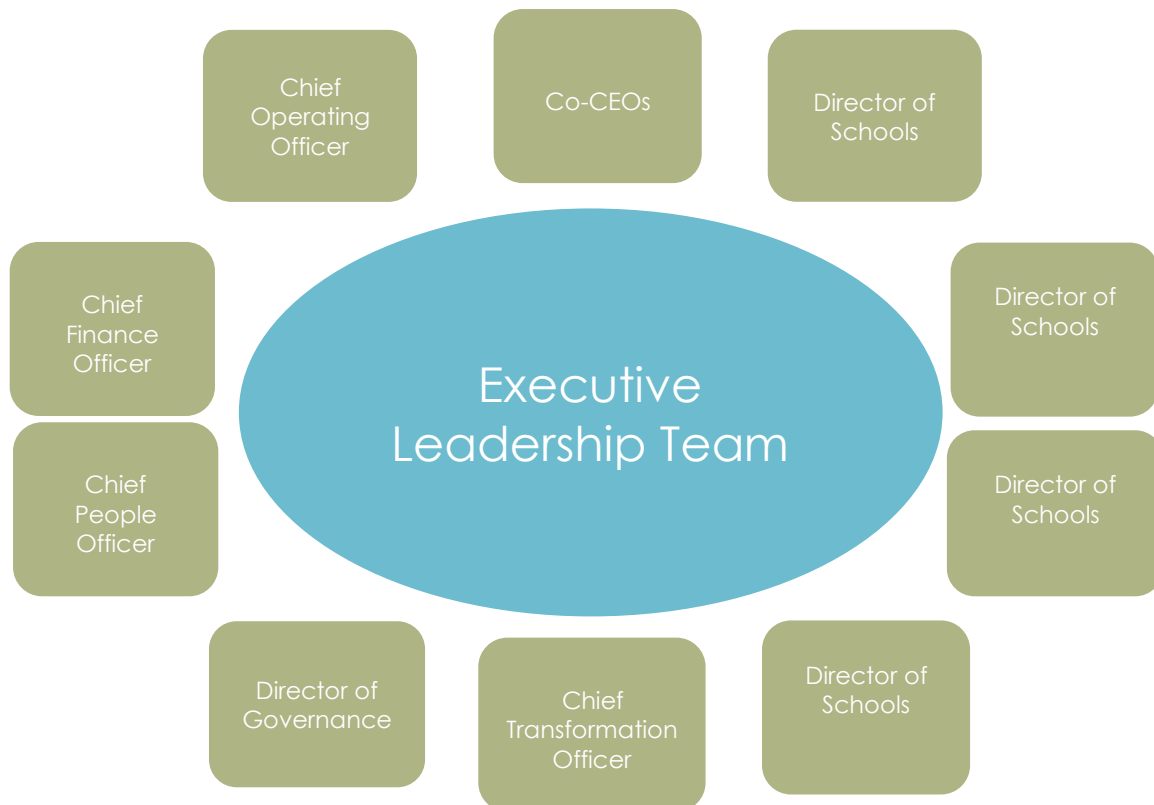 Chief
Operating
Officer
Co-CEOs
Director of
Schools
Chief
Finance
Officer
Director of
Schools
Executive
Leadership Team
Chief
People
Officer
Director of
Schools
Director of
Governance
Chief
Transformation
Officer
Director of
Schools